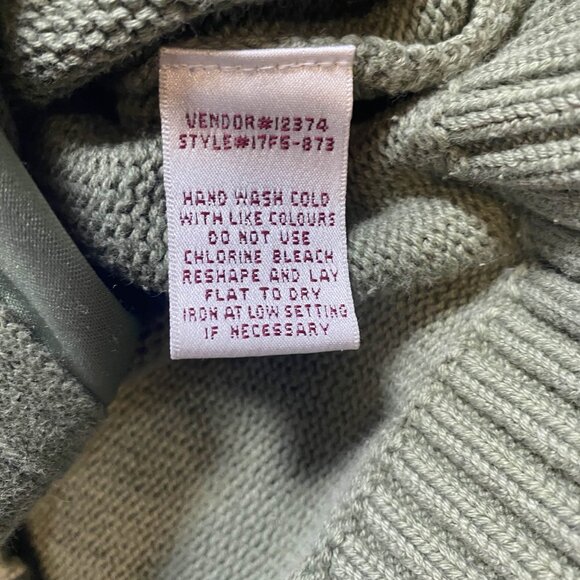 VENDOR#12374
STYLE#17F5-873
HAND WASH COLD
WITH LIKE COLOURS
DO NOT USE
CHLORINE BLEACH
RESHAPE AND LAY
FLAT TO DRY
IRON AT LOW SETTING
IF NECESSARY